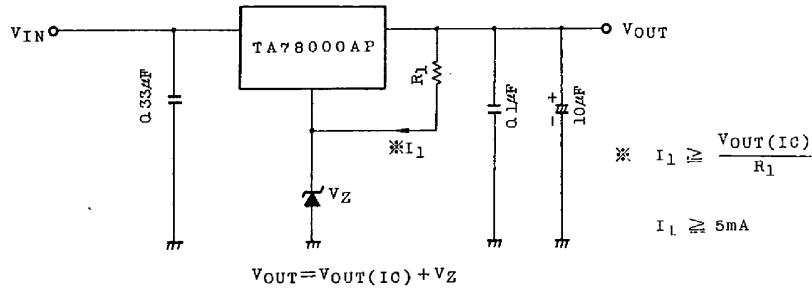 VIN
TA78000AP
VOUT
0.33μF
R1
0.1μF
+
-
10μF
※I1
VZ
※ I1 ≧ VOUT(IC)
R1
I1 ≧ 5mA
VOUT=VOUT(IC)+VZ